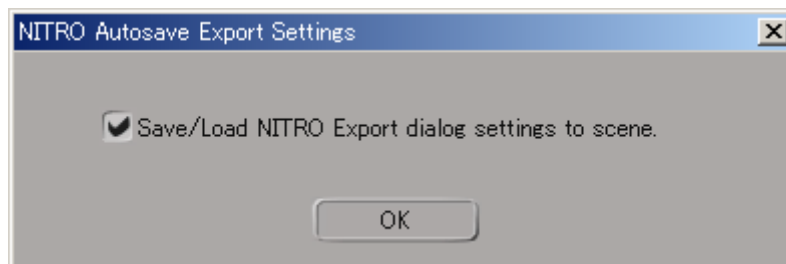 NITRO Autosave Export Settings
Save/Load NITRO Export dialog settings to scene.
OK